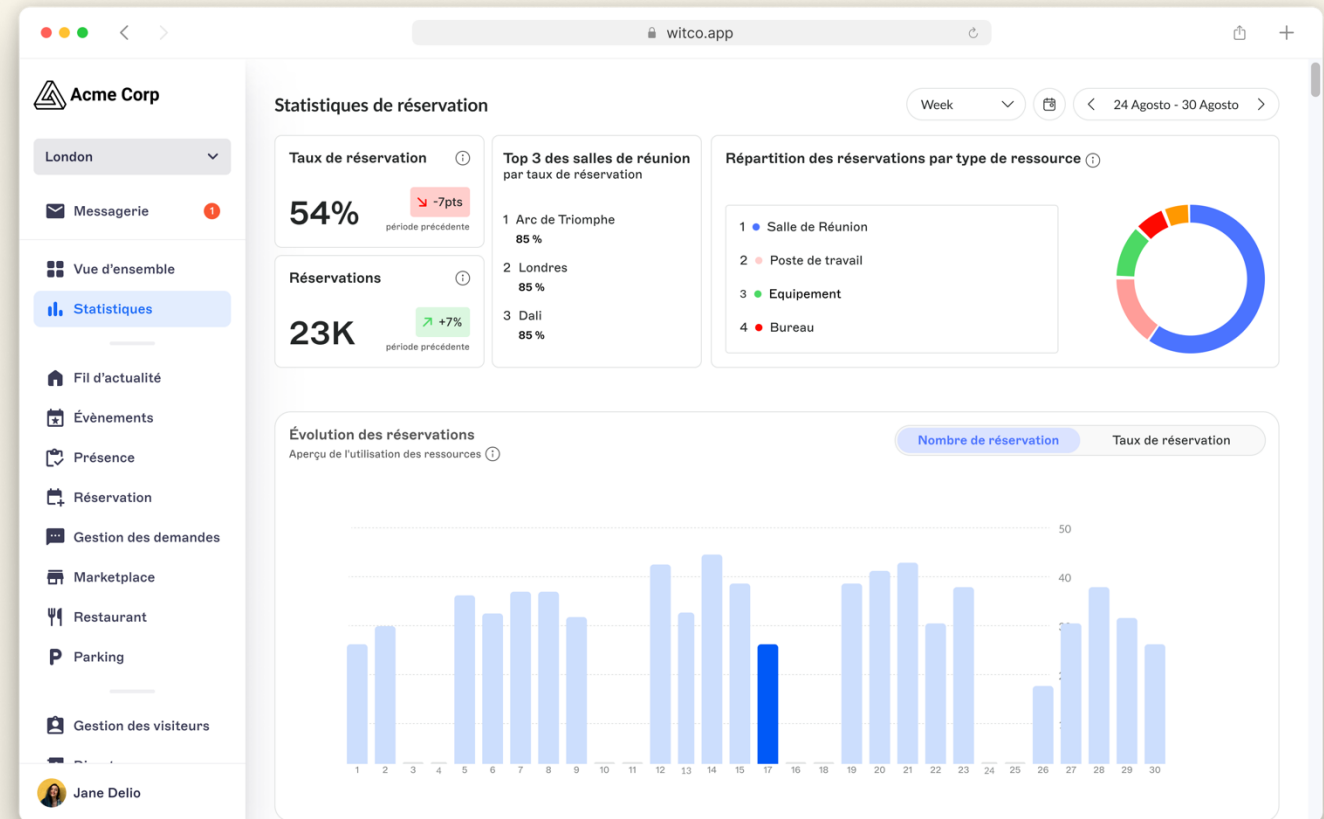 witco.app
Acme Corp
London
Messagerie
1
Vue d'ensemble
Statistiques
Fil d'actualité
Évènements
Présence
Réservation
Gestion des demandes
Marketplace
Restaurant
P Parking
Gestion des visiteurs
Jane Delio
Statistiques de réservation
Week
24 Agosto - 30 Agosto
Taux de réservation
54%
-7pts
période précédente
Réservations
23K
+7%
période précédente
Top 3 des salles de réunion
par taux de réservation
1 Arc de Triomphe
85 %
2 Londres
85 %
3 Dali
85 %
Répartition des réservations par type de ressource
1 Salle de Réunion
2 Poste de travail
3 Equipement
4 Bureau
Évolution des réservations
Aperçu de l'utilisation des ressources
Nombre de réservation
Taux de réservation
50
40
1 2 3 4 5 6 7 8 9 10 11 12 13 14 15 17 16 18 19 20 21 22 23 24 25 26 27 28 29 30